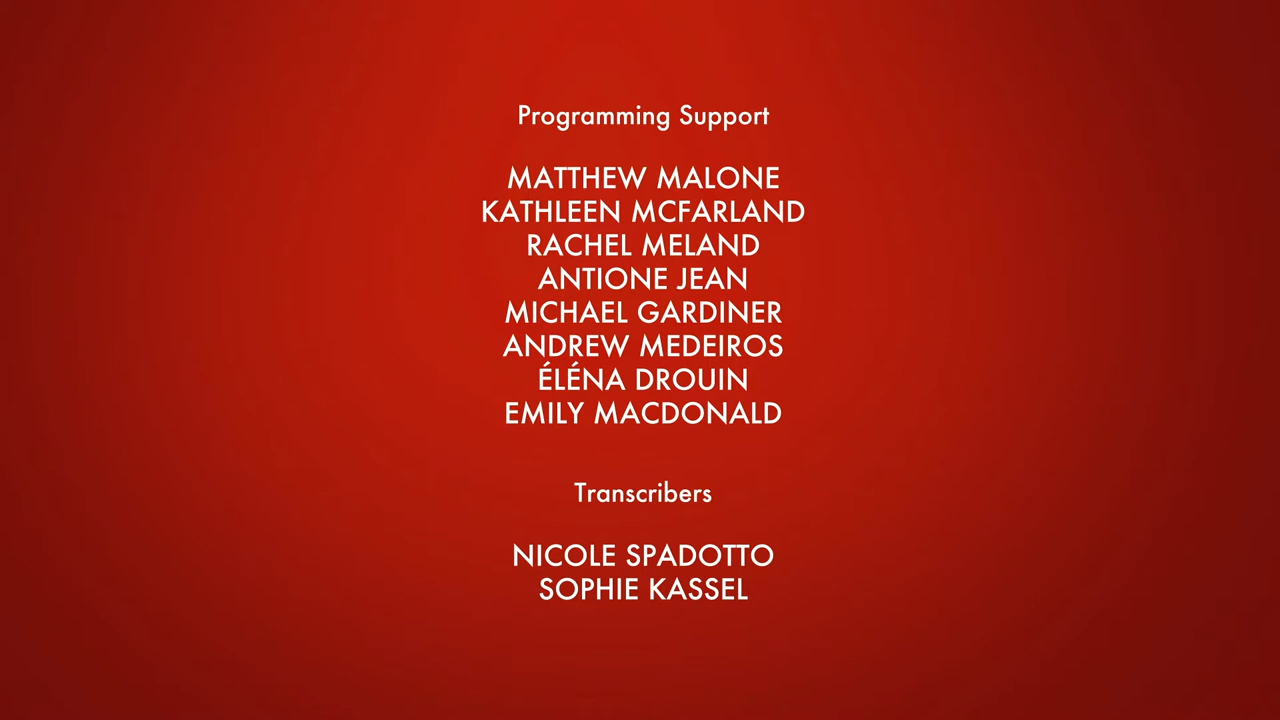 Programming Support
MATTHEW MALONE
KATHLEEN MCFARLAND
RACHEL MELAND
ANTIONE JEAN
MICHAEL GARDINER
ANDREW MEDEIROS
ÉLÉNA DROUIN
EMILY MACDONALD
Transcribers
NICOLE SPADOTTO
SOPHIE KASSEL